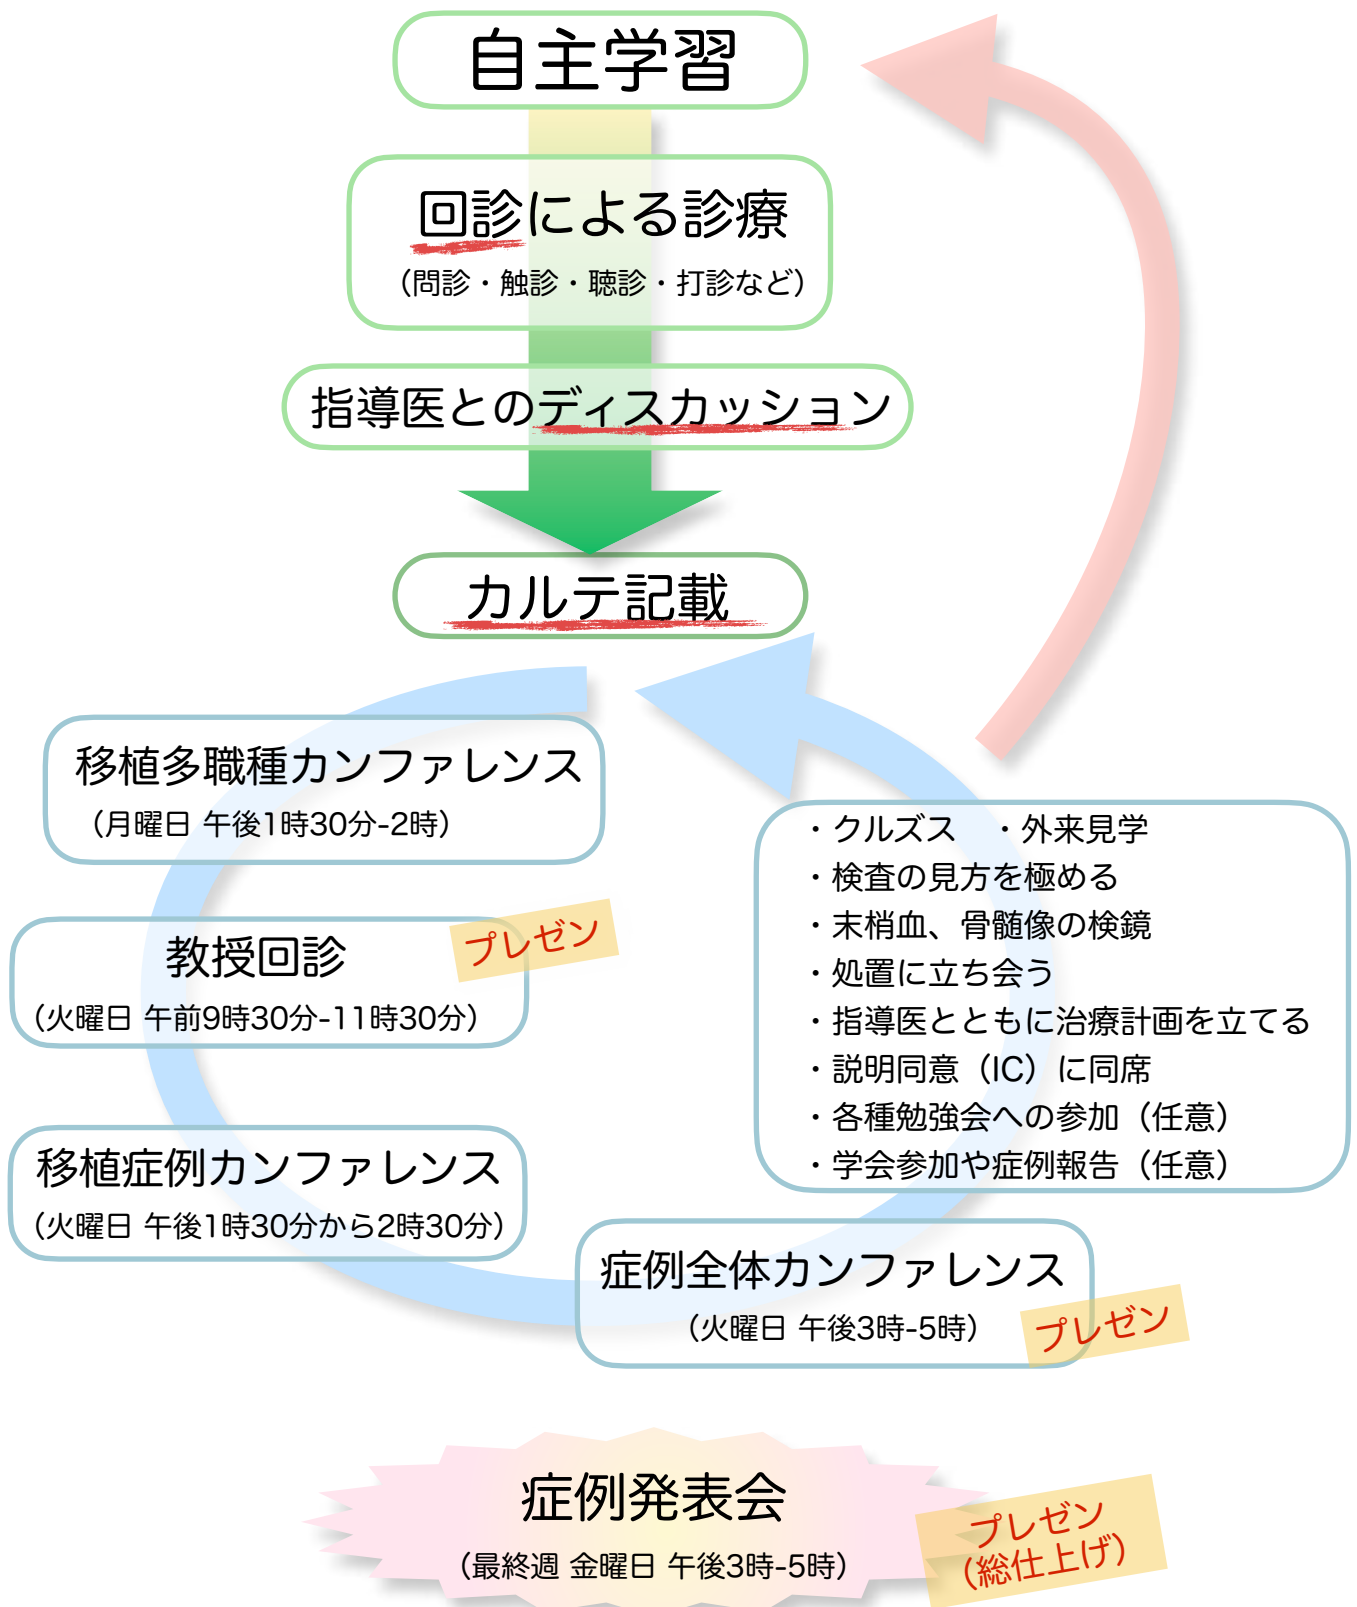 自主学習
回診による診療
（問診・触診・聴診・打診など）
指導医とのディスカッション
カルテ記載
移植多職種カンファレンス
（月曜日 午後1時30分-2時）
教授回診
プレゼン
（火曜日 午前9時30分-11時30分）
移植症例カンファレンス
（火曜日 午後1時30分から2時30分）
・クルズス　・外来見学
・検査の見方を極める
・末梢血、骨髄像の検鏡
・処置に立ち会う
・指導医とともに治療計画を立てる
・説明同意（IC）に同席
・各種勉強会への参加（任意）
・学会参加や症例報告（任意）
症例全体カンファレンス
（火曜日 午後3時-5時）
プレゼン
症例発表会
（最終週 金曜日 午後3時-5時）
プレゼン
（総仕上げ）